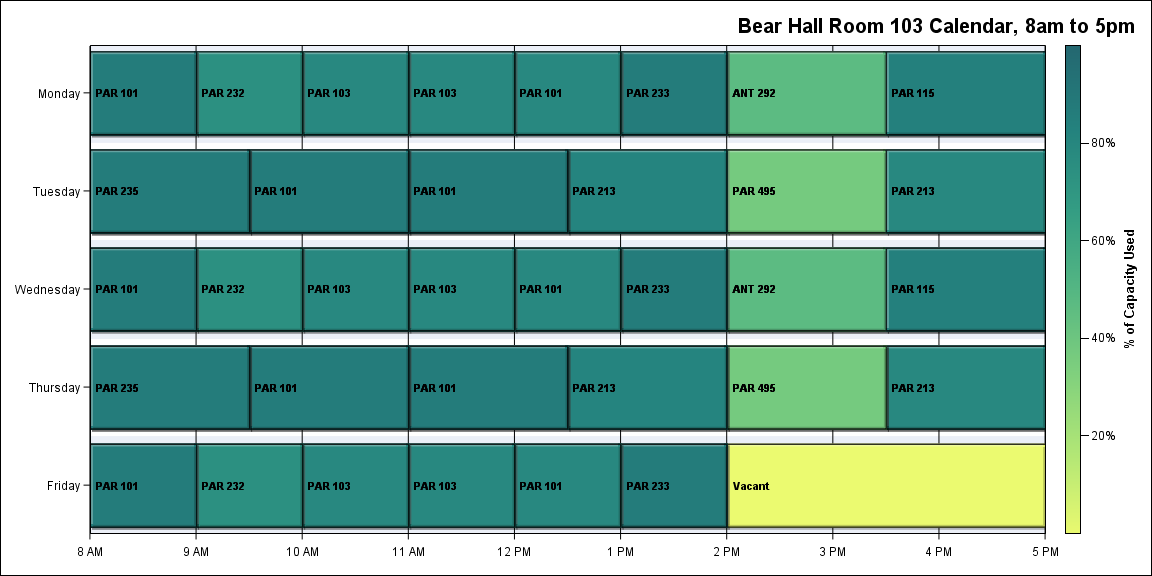 Bear Hall Room 103 Calendar, 8am to 5pm
Monday
PAR 101 PAR 232 PAR 103 PAR 103 PAR 101 PAR 233 ANT 292 PAR 115
Tuesday
PAR 235 PAR 101 PAR 101 PAR 213 PAR 495 PAR 213
Wednesday
PAR 101 PAR 232 PAR 103 PAR 103 PAR 101 PAR 233 ANT 292 PAR 115
Thursday
PAR 235 PAR 101 PAR 101 PAR 213 PAR 495 PAR 213
Friday
PAR 101 PAR 232 PAR 103 PAR 103 PAR 101 PAR 233 Vacant
8 AM 9 AM 10 AM 11 AM 12 PM 1 PM 2 PM 3 PM 4 PM 5 PM
80%
60%
40%
20%
% of Capacity Used